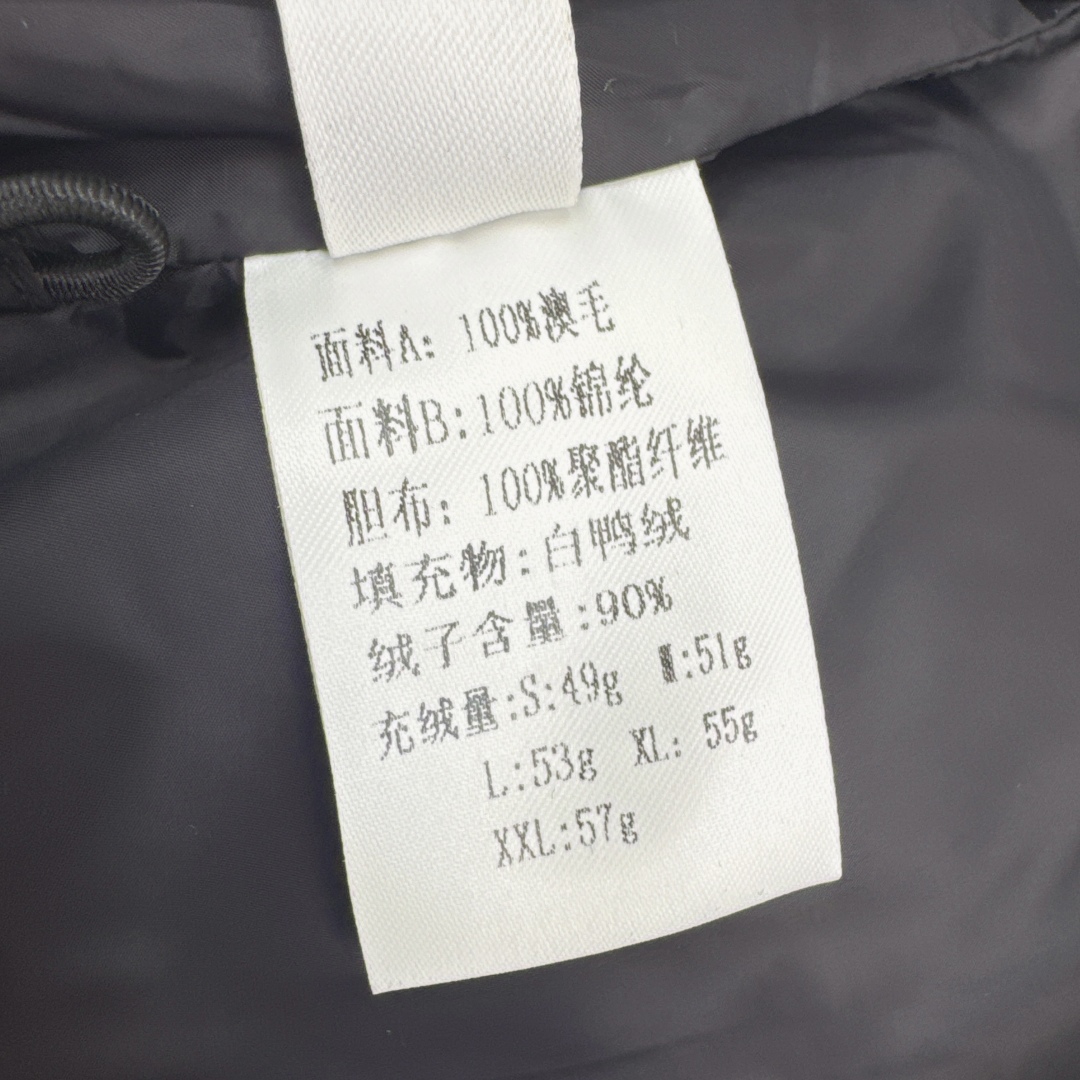 面料A: 100%澳毛
面料B:100%锦纶
胆布: 100%聚酯纤维
填充物:白鸭绒
绒子含量:90%
充绒量:S:49g M:51g
L:53g XL: 55g
XXL:57g